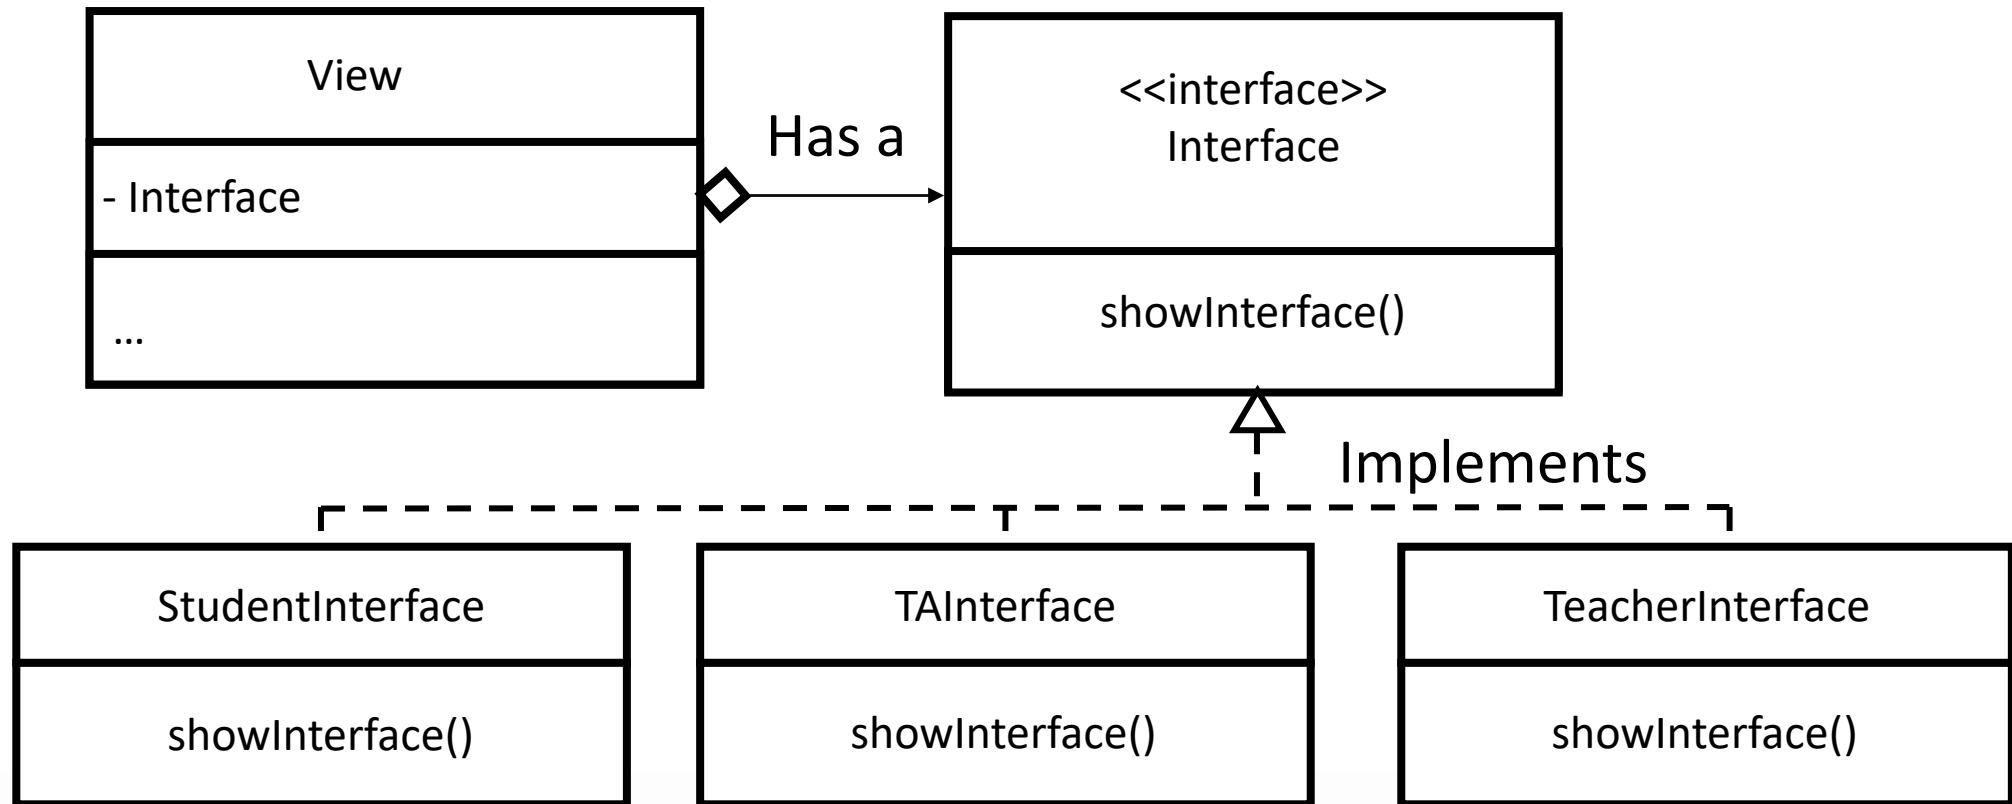 View
- Interface
...
Has a
<<interface>>
Interface
showInterface()
Implements
StudentInterface
showInterface()
TAInterface
showInterface()
TeacherInterface
showInterface()